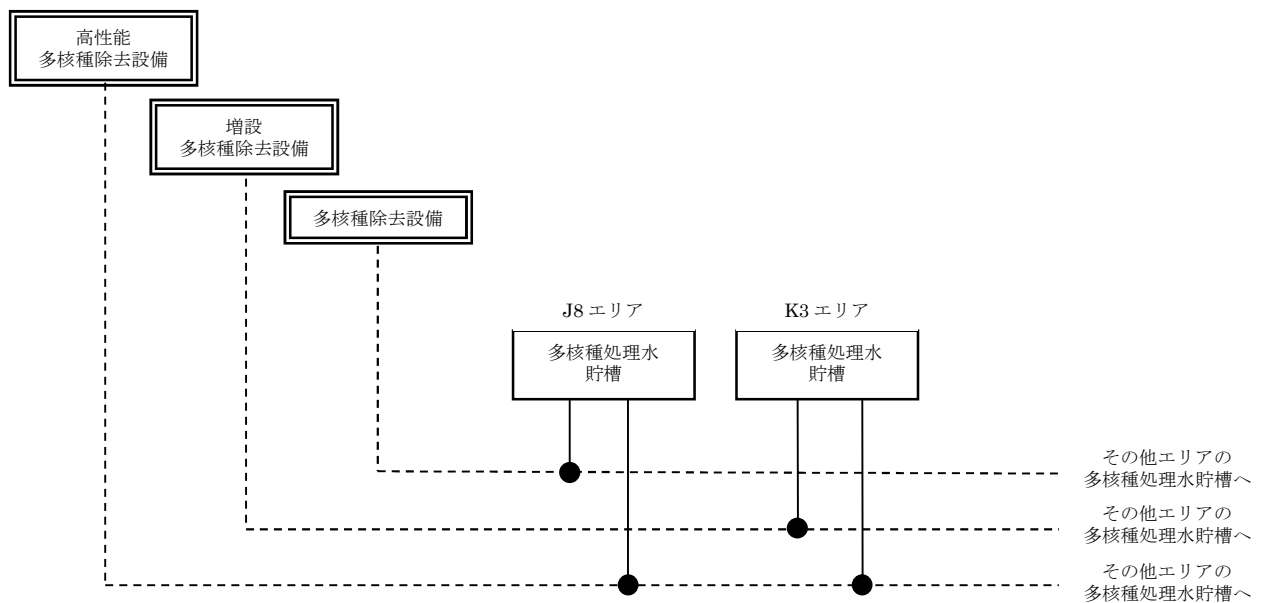 高性能
多核種除去設備
増設
多核種除去設備
多核種除去設備
J8 エリア
K3 エリア
多核種処理水
貯槽
多核種処理水
貯槽
その他エリアの
多核種処理水貯槽へ
その他エリアの
多核種処理水貯槽へ
その他エリアの
多核種処理水貯槽へ